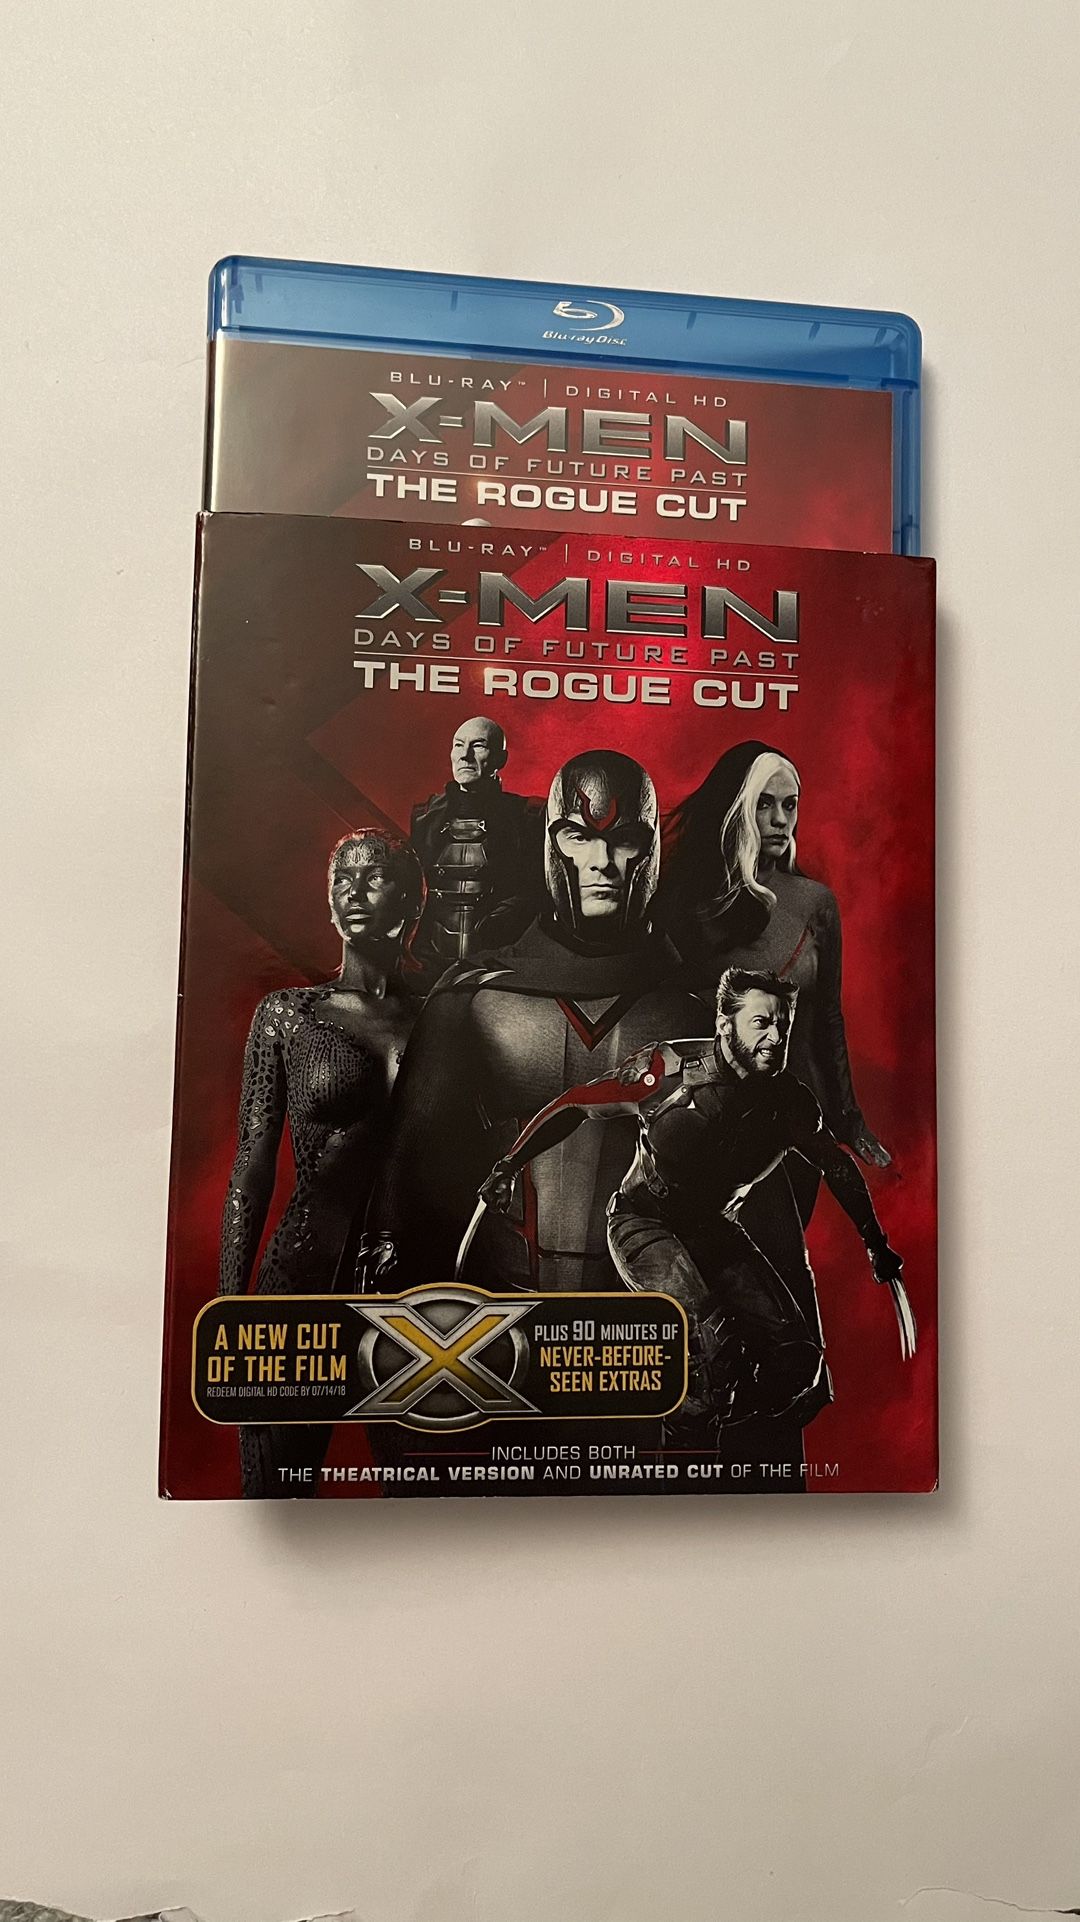 Blu-ray Disc
BLU-RAY™ | DIGITAL HD
X-MEN
DAYS OF FUTURE PAST
THE ROGUE CUT
BLU-RAY™ | DIGITAL HD
X-MEN
DAYS OF FUTURE PAST
THE ROGUE CUT
A NEW CUT
OF THE FILM
REDEEM DIGITAL HD CODE BY 07/14/18
X
PLUS 90 MINUTES OF
NEVER-BEFORE-
SEEN EXTRAS
INCLUDES BOTH
THE THEATRICAL VERSION AND UNRATED CUT OF THE FILM